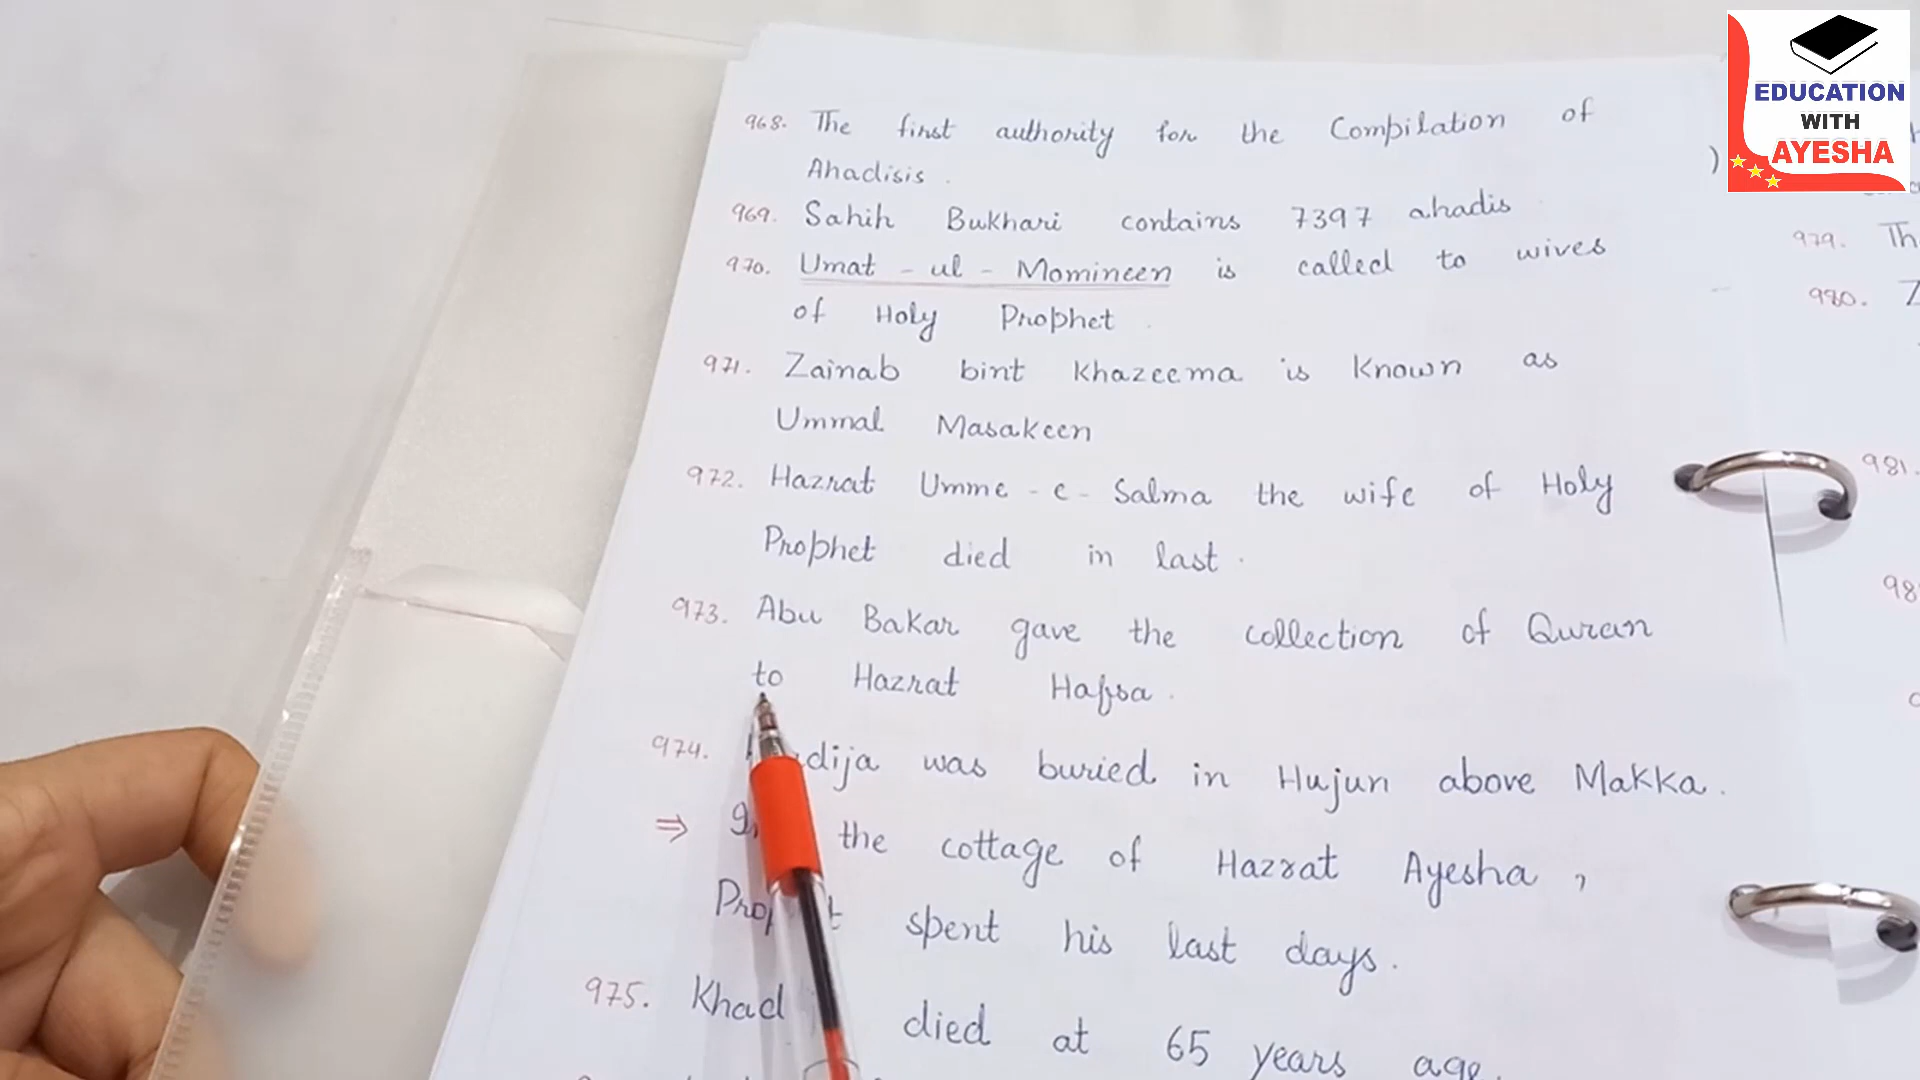 968. The first authority for the Compilation of
Ahadisis.
969. Sahih Bukhari contains 7397 ahadis
970. Umat-ul-Momineen is called to wives
of Holy Prophet
971. Zainab bint Khazeema is known as
Ummal Masakeen
972. Hazrat Umme-e-Salma the wife of Holy
Prophet died in last.
973. Abu Bakar gave the collection of Quran
to Hazrat Hafsa.
974. was buried in Hujun above Makka.
⇒ the cottage of Hazrat Ayesha,
spent his last days.
975. died at 65 years age.
EDUCATION
WITH
AYESHA
979.
980.
981.